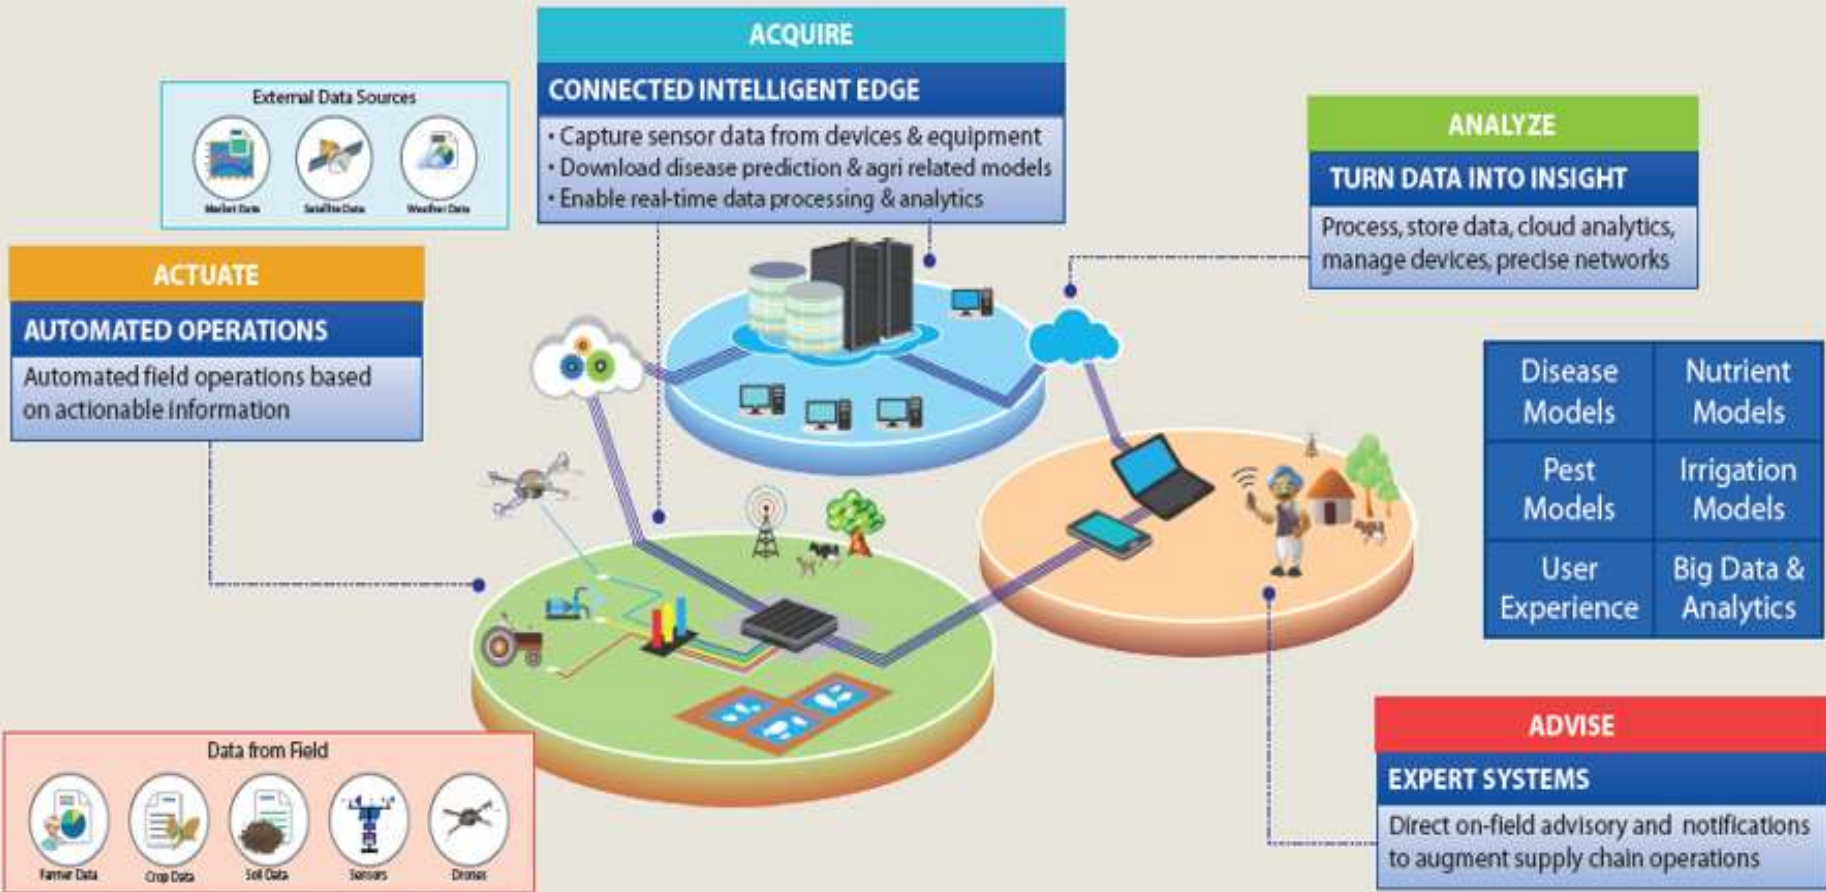 ACQUIRE
CONNECTED INTELLIGENT EDGE
• Capture sensor data from devices & equipment
• Download disease prediction & agri related models
• Enable real-time data processing & analytics
External Data Sources
Market Data
Satellite Data
Weather Data
ANALYZE
TURN DATA INTO INSIGHT
Process, store data, cloud analytics,
manage devices, precise networks
ACTUATE
AUTOMATED OPERATIONS
Automated field operations based
on actionable information
Disease
Models
Nutrient
Models
Pest
Models
Irrigation
Models
User
Experience
Big Data &
Analytics
Data from Field
Farmer Data
Crop Data
Soil Data
Sensors
Drones
ADVISE
EXPERT SYSTEMS
Direct on-field advisory and notifications
to augment supply chain operations